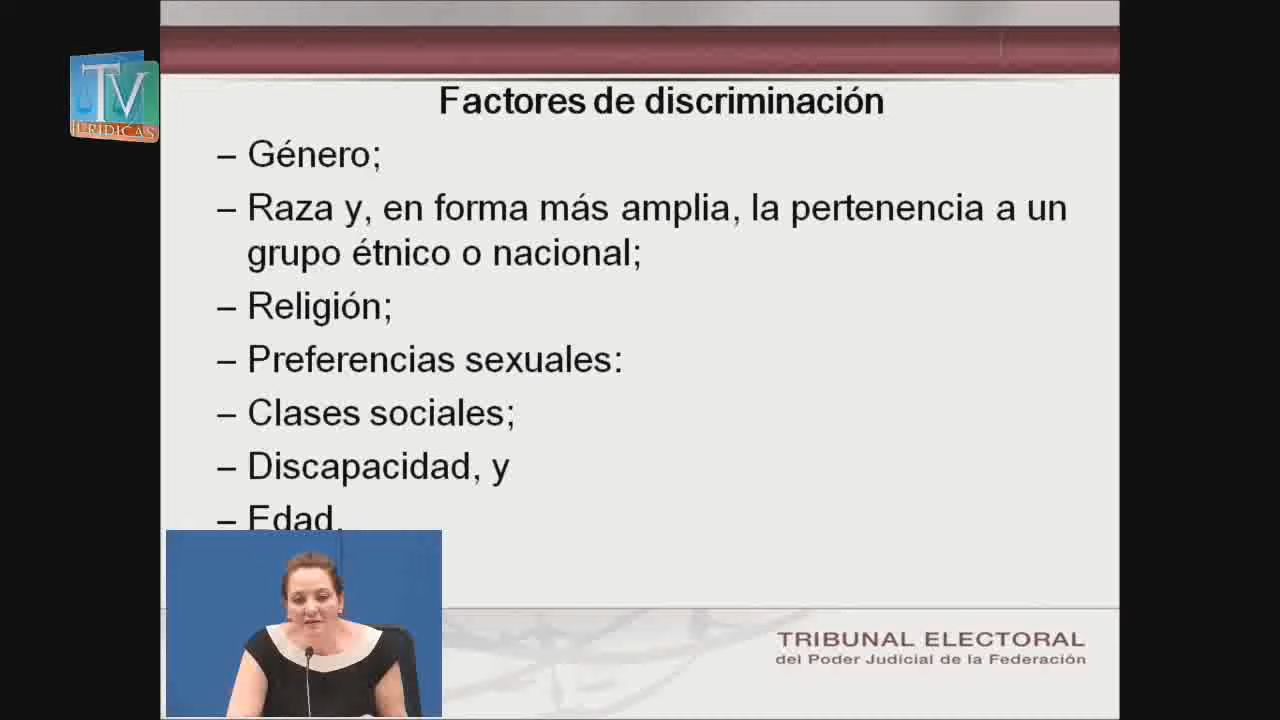 TV
JURIDICAS
Factores de discriminación
– Género;
– Raza y, en forma más amplia, la pertenencia a un
grupo étnico o nacional;
– Religión;
– Preferencias sexuales:
– Clases sociales;
– Discapacidad, y
– Edad.
TRIBUNAL ELECTORAL
del Poder Judicial de la Federación